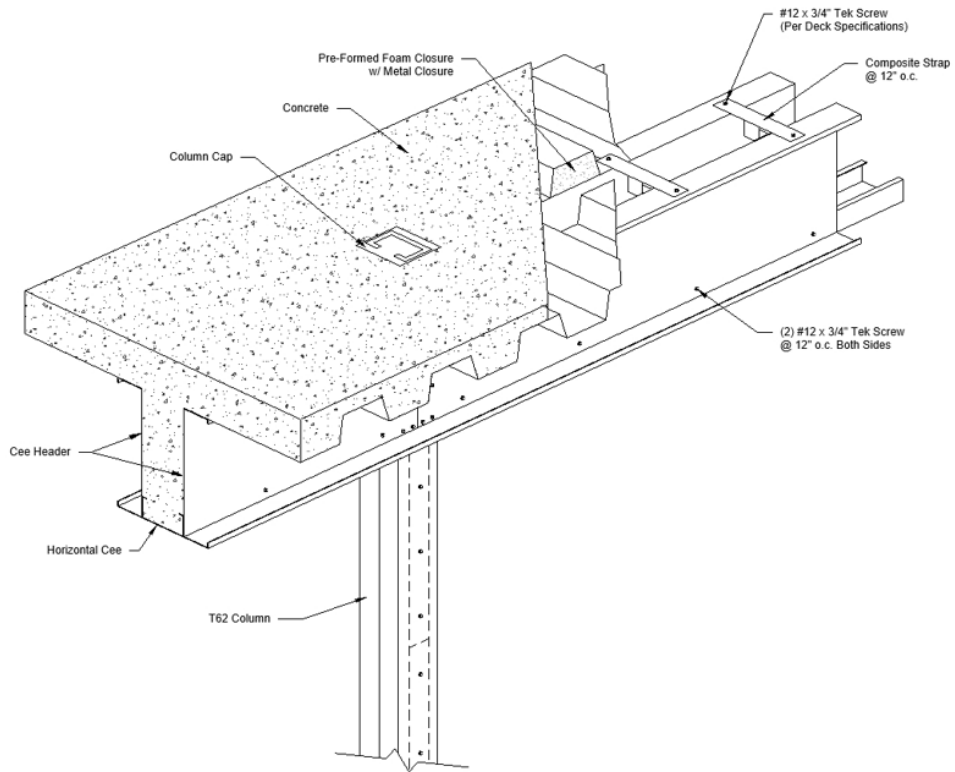 #12 x 3/4" Tek Screw
(Per Deck Specifications)
Pre-Formed Foam Closure
w/ Metal Closure
Composite Strap
@ 12" o.c.
Concrete
Column Cap
(2) #12 x 3/4" Tek Screw
@ 12" o.c. Both Sides
Cee Header
Horizontal Cee
T62 Column